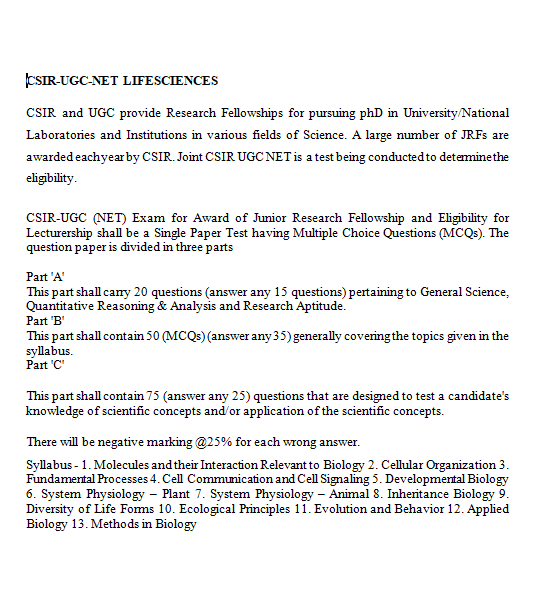 CSIR-UGC-NET LIFESCIENCES
CSIR and UGC provide Research Fellowships for pursuing phD in University/National
Laboratories and Institutions in various fields of Science. A large number of JRFs are
awarded each year by CSIR. Joint CSIR UGC NET is a test being conducted to determine the
eligibility.
CSIR-UGC (NET) Exam for Award of Junior Research Fellowship and Eligibility for
Lecturership shall be a Single Paper Test having Multiple Choice Questions (MCQs). The
question paper is divided in three parts
Part 'A'
This part shall carry 20 questions (answer any 15 questions) pertaining to General Science,
Quantitative Reasoning & Analysis and Research Aptitude.
Part 'B'
This part shall contain 50 (MCQs) (answer any 35) generally covering the topics given in the
syllabus.
Part 'C'
This part shall contain 75 (answer any 25) questions that are designed to test a candidate's
knowledge of scientific concepts and/or application of the scientific concepts.
There will be negative marking @25% for each wrong answer.
Syllabus - 1. Molecules and their Interaction Relevant to Biology 2. Cellular Organization 3.
Fundamental Processes 4. Cell Communication and Cell Signaling 5. Developmental Biology
6. System Physiology – Plant 7. System Physiology – Animal 8. Inheritance Biology 9.
Diversity of Life Forms 10. Ecological Principles 11. Evolution and Behavior 12. Applied
Biology 13. Methods in Biology